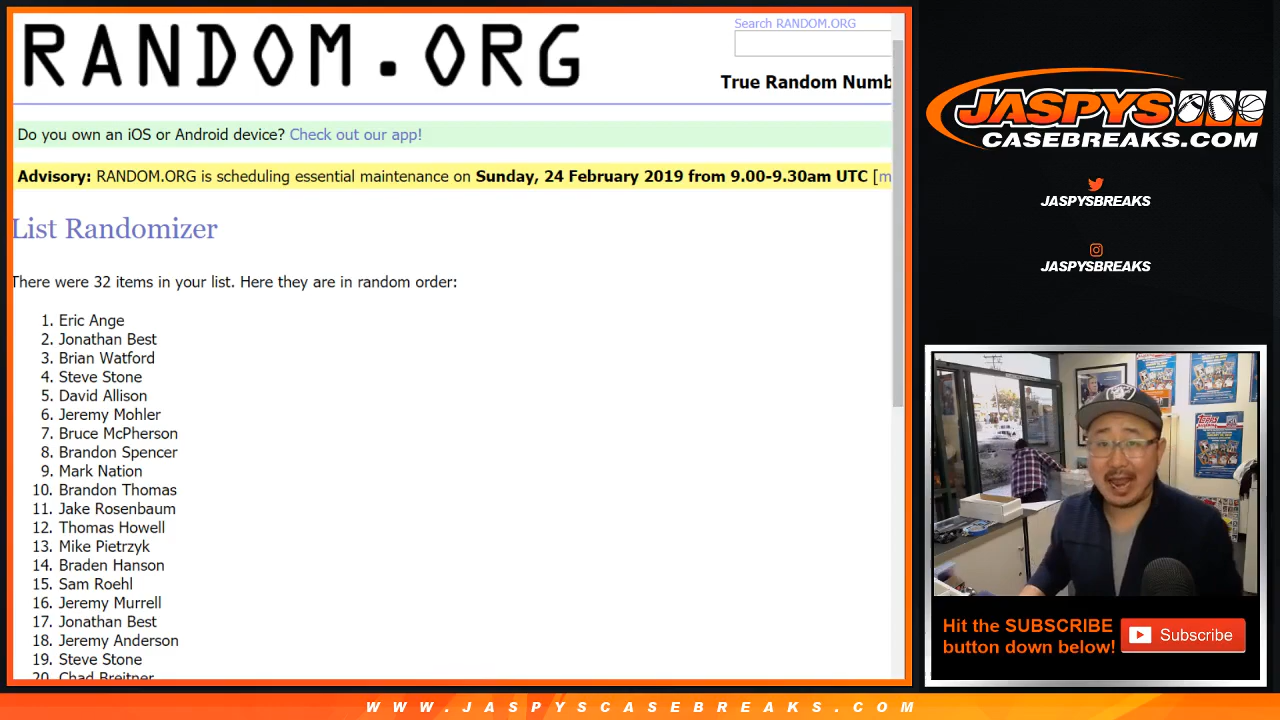 RANDOM.ORG
Search RANDOM.ORG
True Random Numb
Do you own an iOS or Android device? Check out our app!
Advisory: RANDOM.ORG is scheduling essential maintenance on Sunday, 24 February 2019 from 9.00-9.30am UTC [m
List Randomizer
There were 32 items in your list. Here they are in random order:
1. Eric Ange
2. Jonathan Best
3. Brian Watford
4. Steve Stone
5. David Allison
6. Jeremy Mohler
7. Bruce McPherson
8. Brandon Spencer
9. Mark Nation
10. Brandon Thomas
11. Jake Rosenbaum
12. Thomas Howell
13. Mike Pietrzyk
14. Braden Hanson
15. Sam Roehl
16. Jeremy Murrell
17. Jonathan Best
18. Jeremy Anderson
19. Steve Stone
20. Chad Breitner
JASPYS
CASEBREAKS.COM
JASPYSBREAKS
JASPYSBREAKS
Hit the SUBSCRIBE
button down below!
Subscribe
WWW.JASPYSCASEBREAKS.COM